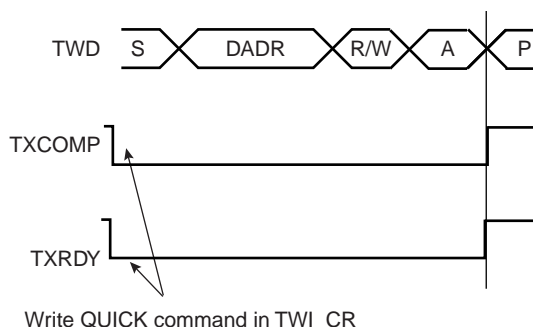 TWD S DADR R/W A P
TXCOMP
TXRDY
Write QUICK command in TWI_CR